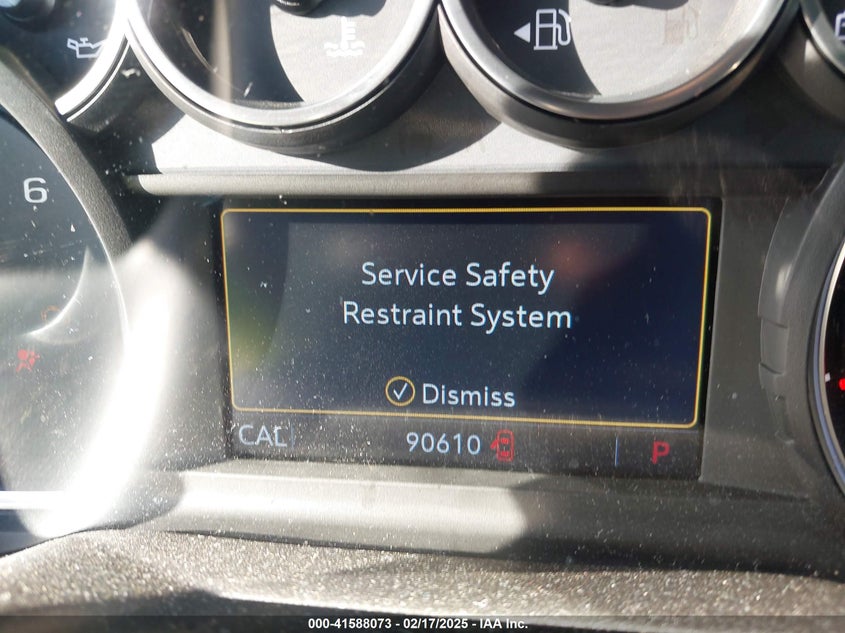 6
Service Safety
Restraint System
Dismiss
CAL 90610 P
000-41588073 - 02/17/2025 - IAA Inc.